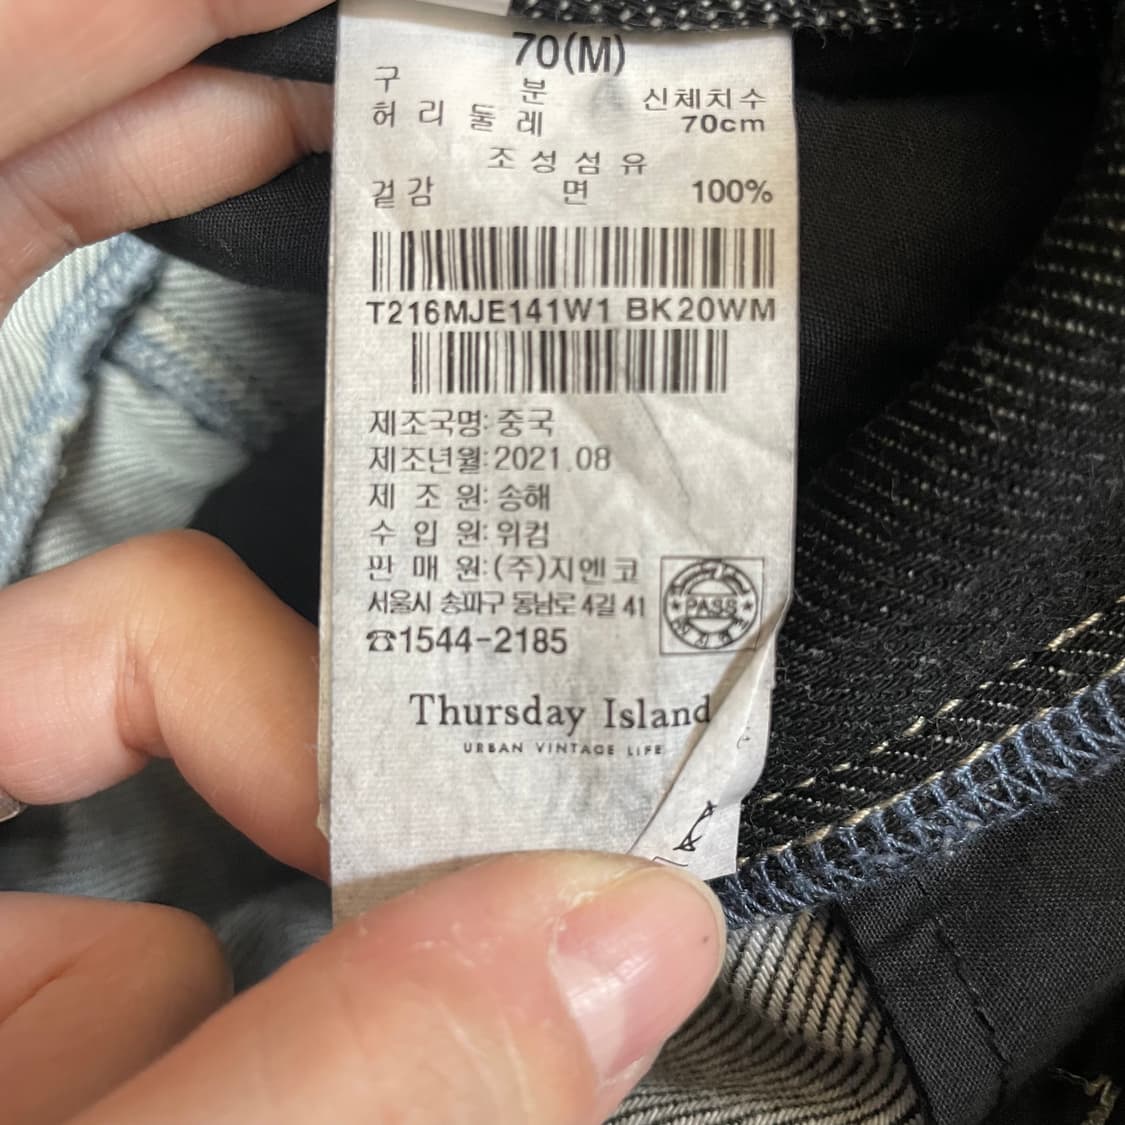 70(M)
구 분 신체치수
허리둘레 70cm
조성섬유
겉감 면 100%
T216MJE141W1 BK20WM
제조국명: 중국
제조년월: 2021.08
제 조 원: 송해
수 입 원: 위컴
판 매 원: (주)지엔코
서울시 송파구 동남로 4길 41
☎1544-2185
PASS
Thursday Island
URBAN VINTAGE LIFE